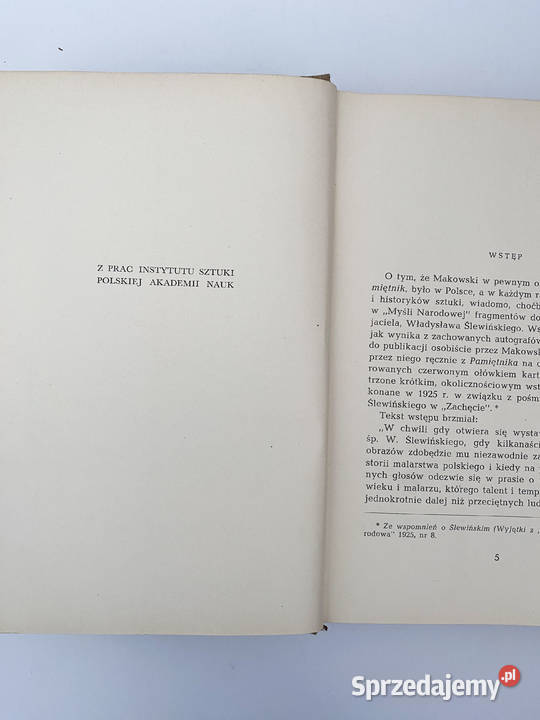 Z PRAC INSTYTUTU SZTUKI
POLSKIEJ AKADEMII NAUK
WSTĘP
O tym, że Makowski w pewnym o
miętnik, było w Polsce, a w każdym r
i historyków sztuki, wiadomo, choćb
w „Myśli Narodowej" fragmentów do
jaciela, Władysława Ślewińskiego. Ws
jak wynika z zachowanych autografów
do publikacji osobiście przez Makowsk
przez niego ręcznie z Pamiętnika na o
rowanych czerwonym ołówkiem kart
trzone krótkim, okolicznościowym wst
konane w 1925 r. w związku z pośm
Ślewińskiego w „Zachęcie". *
Tekst wstępu brzmiał:
„W chwili gdy otwiera się wystaw
śp. W. Ślewińskiego, gdy kilkanaśc
obrazów zdobędzie mu niezawodnie za
storii malarstwa polskiego i kiedy na
nych głosów odezwie się w prasie o
wieku i malarzu, którego talent i temp
jednokrotnie dalej niż przeciętnych lud
* Ze wspomnień o Ślewińskim (Wyjątki z „
rodowa" 1925, nr 8.
5
Sprzedajemy.pl